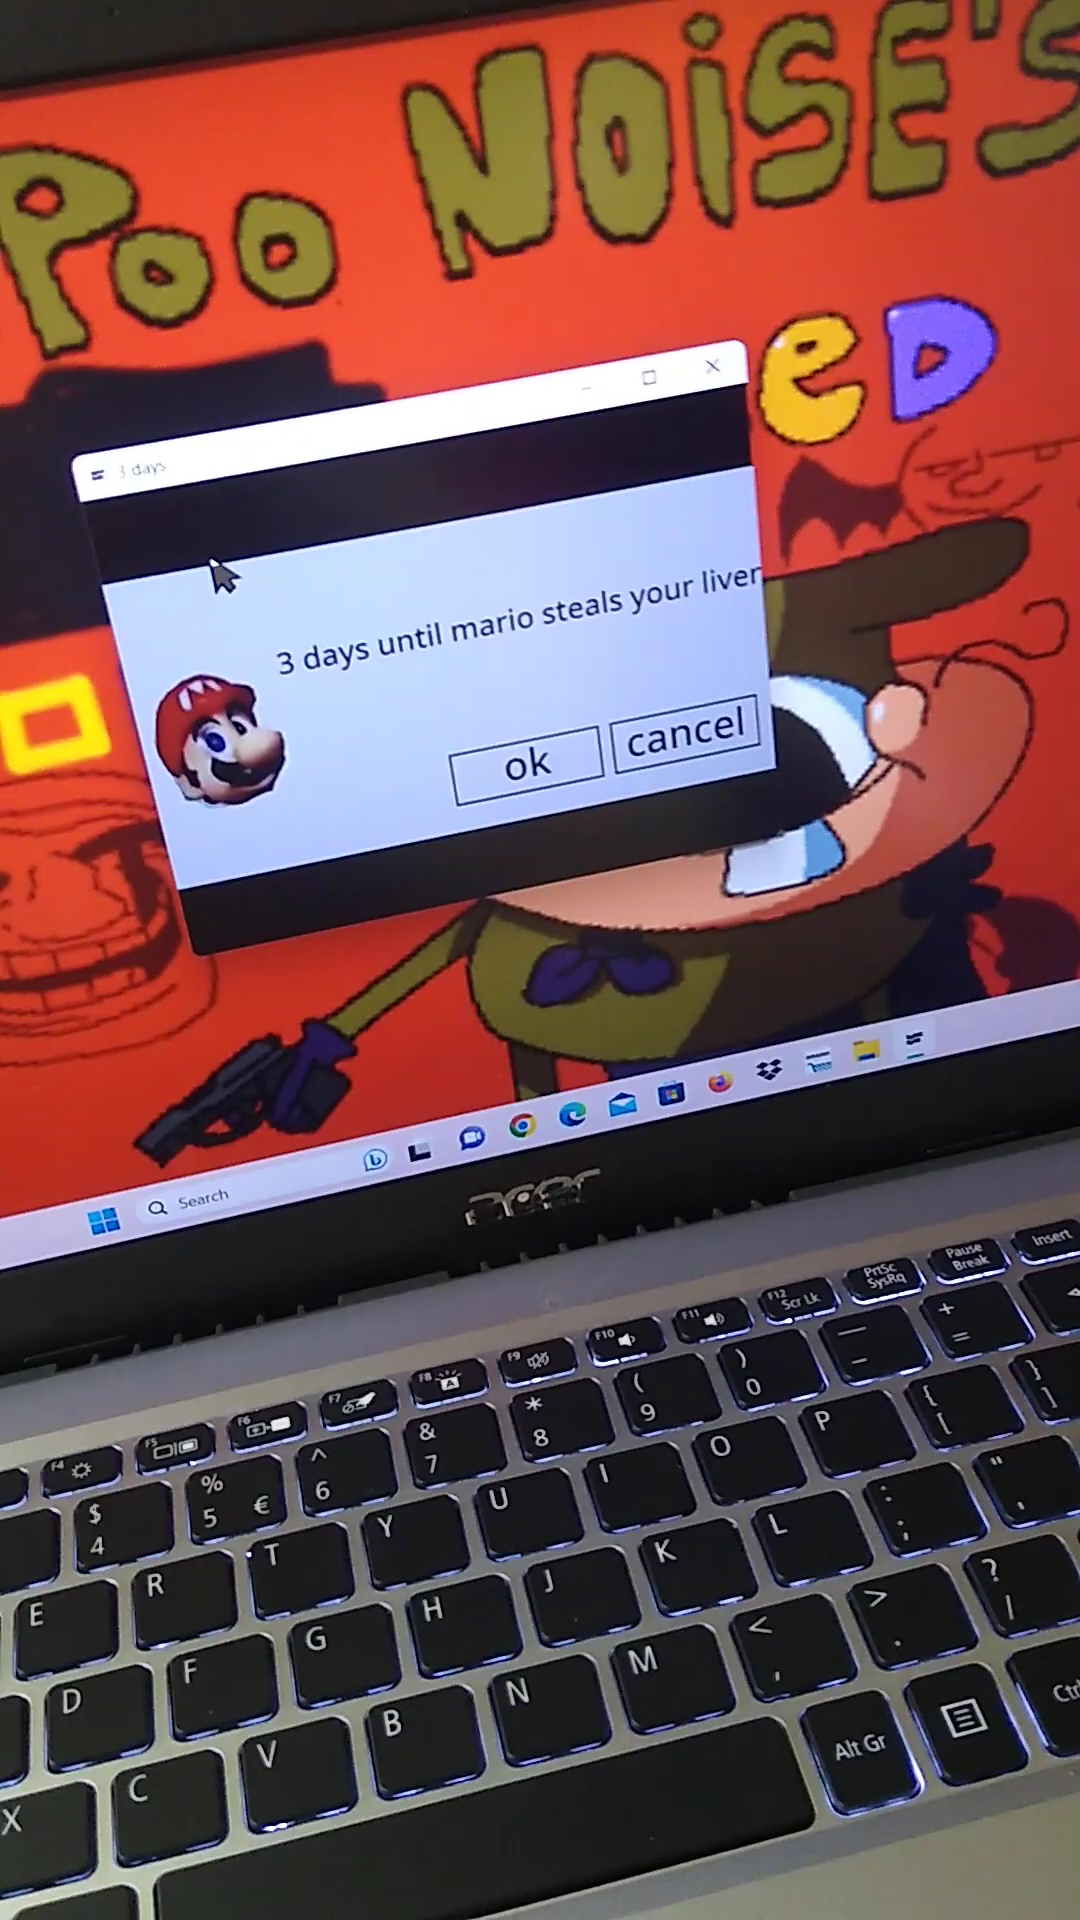 Poo NOiSE'S
eD
3 days
3 days until mario steals your liver
ok
cancel
Search
acer
F4
F5
F6
F7
F8
F9
F10
F11
F12 Scr Lk
PrtSc SysRq
Pause Break
Insert
$ 4
% 5 €
^ 6
& 7
* 8
( 9
) 0
_ -
+ =
E R T Y U I O P { [ } ]
D F G H J K L : ; " '
X C V B N M < , > . ? /
Alt Gr
Ctrl